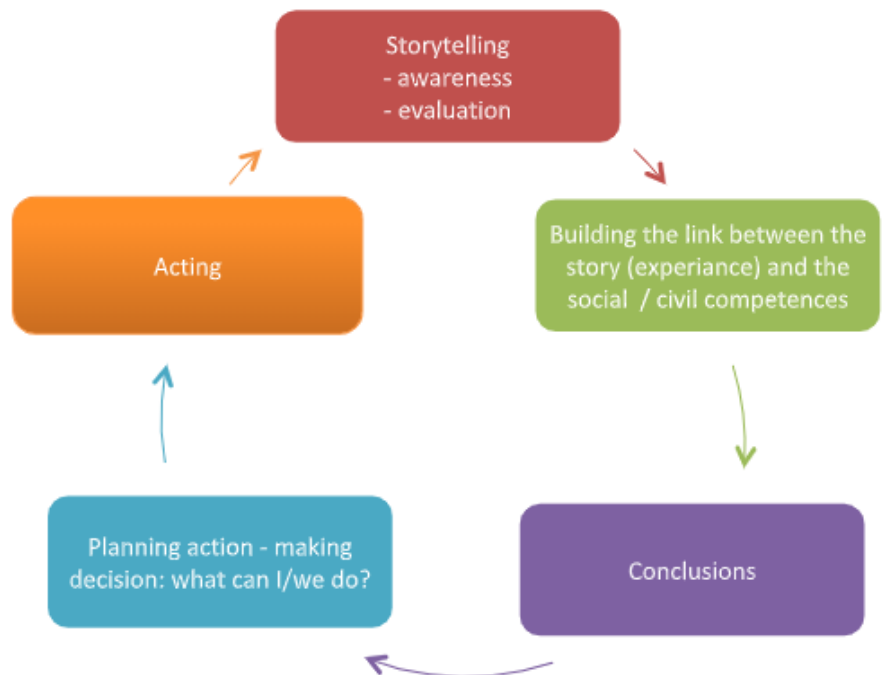 Storytelling
- awareness
- evaluation
Building the link between the
story (experiance) and the
social / civil competences
Conclusions
Planning action - making
decision: what can I/we do?
Acting